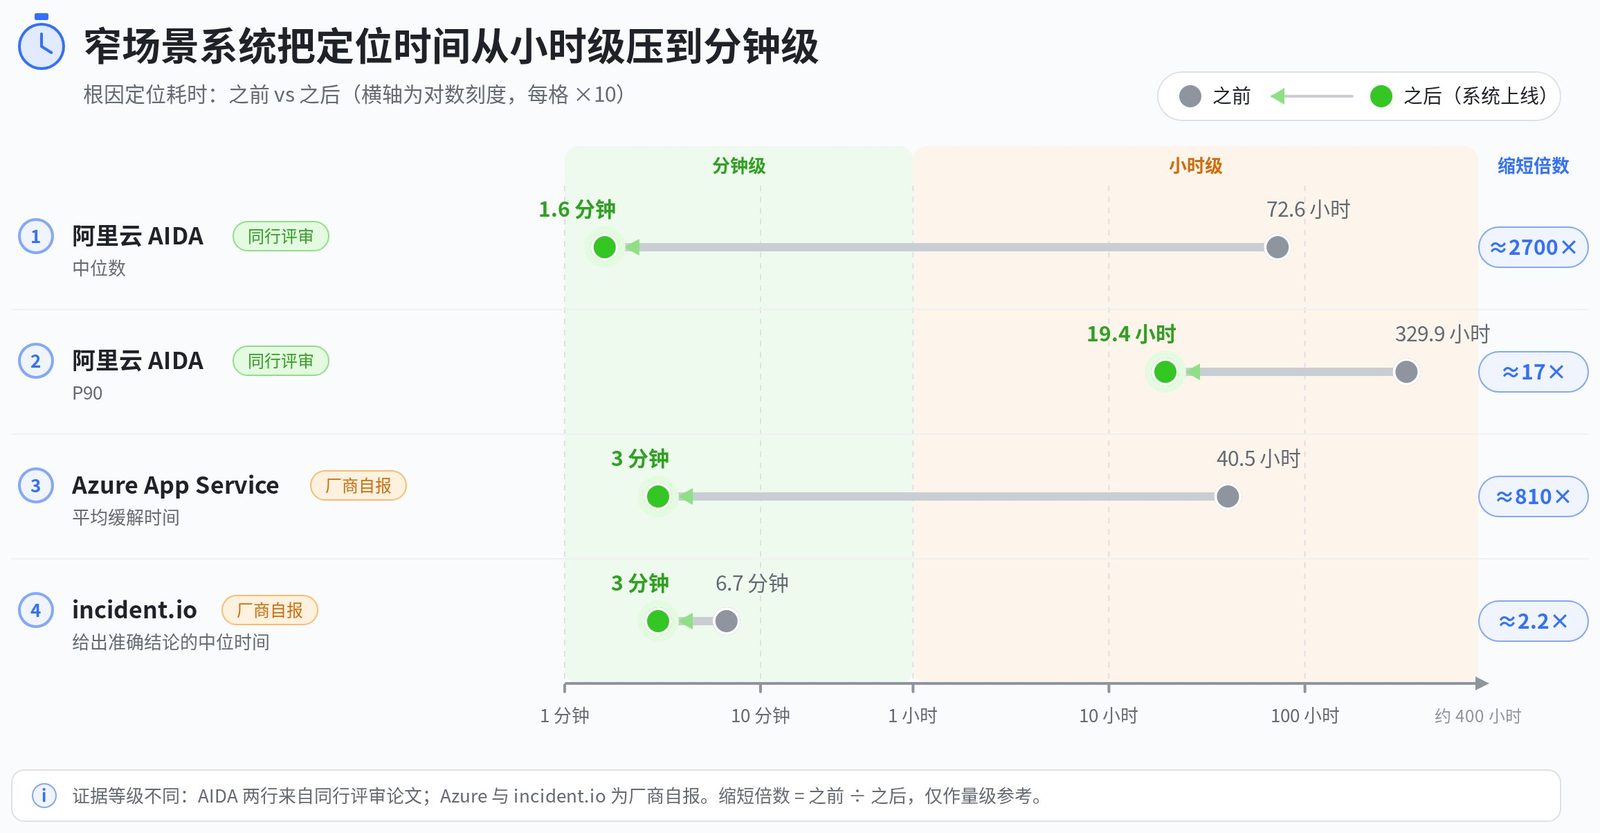 窄场景系统把定位时间从小时级压到分钟级
根因定位耗时：之前 vs 之后（横轴为对数刻度，每格 ×10）
之前
之后（系统上线）
分钟级
小时级
缩短倍数
1
阿里云 AIDA
同行评审
中位数
1.6 分钟
72.6 小时
≈2700×
2
阿里云 AIDA
同行评审
P90
19.4 小时
329.9 小时
≈17×
3
Azure App Service
厂商自报
平均缓解时间
3 分钟
40.5 小时
≈810×
4
incident.io
厂商自报
给出准确结论的中位时间
3 分钟
6.7 分钟
≈2.2×
1 分钟
10 分钟
1 小时
10 小时
100 小时
约 400 小时
i
证据等级不同：AIDA 两行来自同行评审论文；Azure 与 incident.io 为厂商自报。缩短倍数 = 之前 ÷ 之后，仅作量级参考。